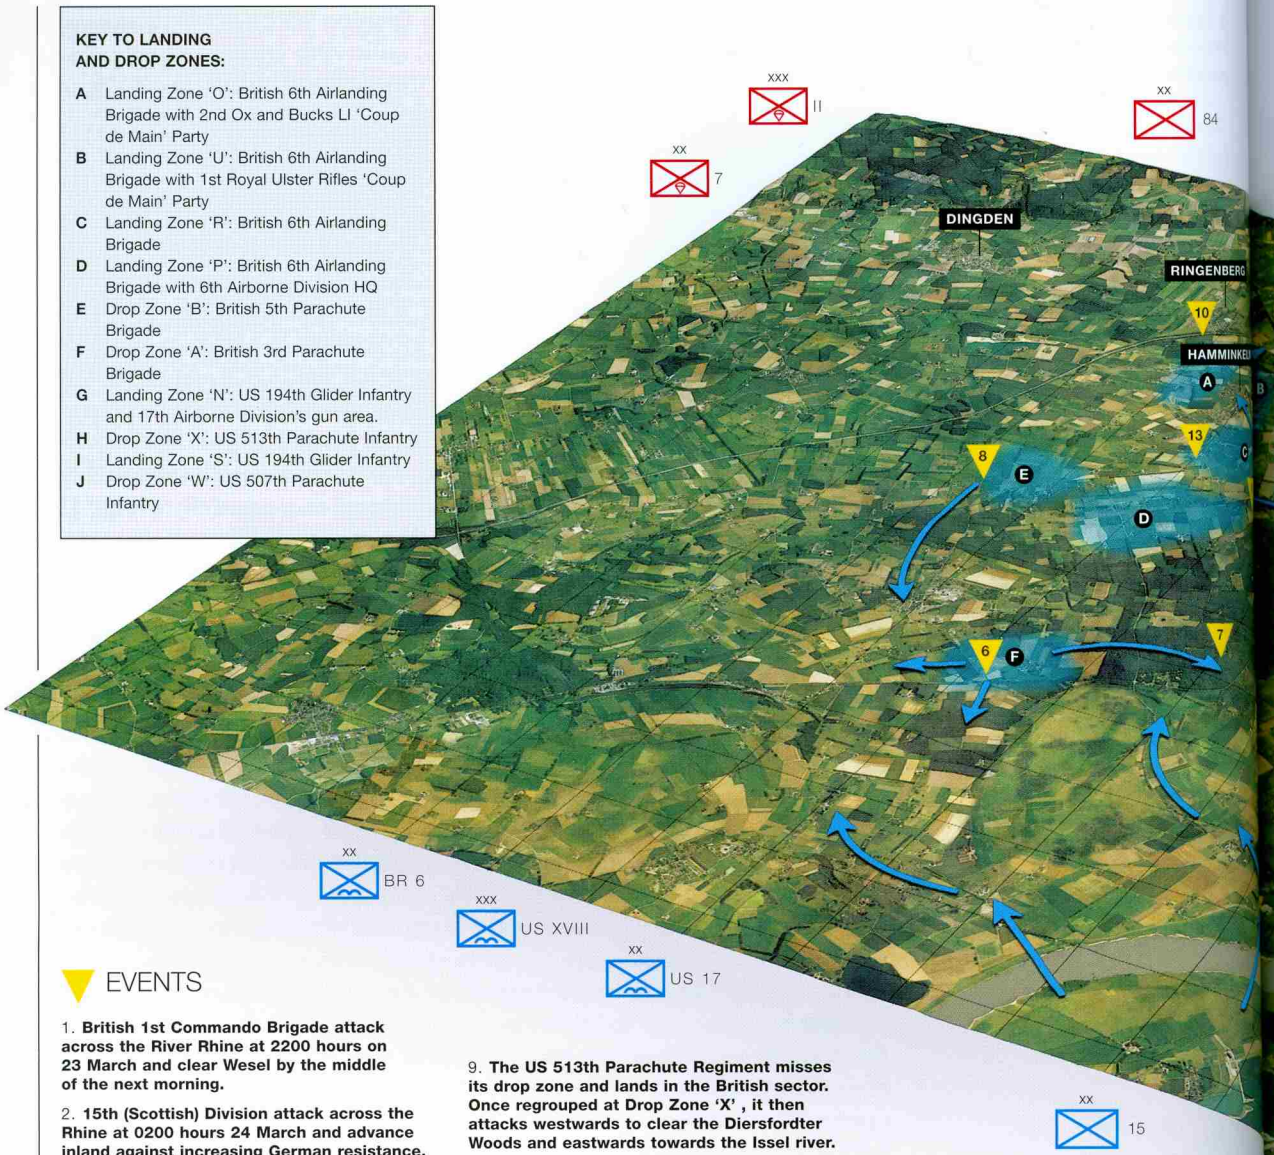 KEY TO LANDING
AND DROP ZONES:
A Landing Zone 'O': British 6th Airlanding
Brigade with 2nd Ox and Bucks LI 'Coup
de Main' Party
B Landing Zone 'U': British 6th Airlanding
Brigade with 1st Royal Ulster Rifles 'Coup
de Main' Party
C Landing Zone 'R': British 6th Airlanding
Brigade
D Landing Zone 'P': British 6th Airlanding
Brigade with 6th Airborne Division HQ
E Drop Zone 'B': British 5th Parachute
Brigade
F Drop Zone 'A': British 3rd Parachute
Brigade
G Landing Zone 'N': US 194th Glider Infantry
and 17th Airborne Division's gun area.
H Drop Zone 'X': US 513th Parachute Infantry
I Landing Zone 'S': US 194th Glider Infantry
J Drop Zone 'W': US 507th Parachute
Infantry
XXX
II
XX
84
XX
7
DINGDEN
RINGENBERG
10
HAMMINKEL
A
B
13
C
8
E
D
7
6
F
XX
BR 6
XXX
US XVIII
XX
US 17
XX
15
EVENTS
1. British 1st Commando Brigade attack
across the River Rhine at 2200 hours on
23 March and clear Wesel by the middle
of the next morning.
2. 15th (Scottish) Division attack across the
Rhine at 0200 hours 24 March and advance
inland against increasing German resistance.
9. The US 513th Parachute Regiment misses
its drop zone and lands in the British sector.
Once regrouped at Drop Zone 'X' , it then
attacks westwards to clear the Diersfordter
Woods and eastwards towards the Issel river.